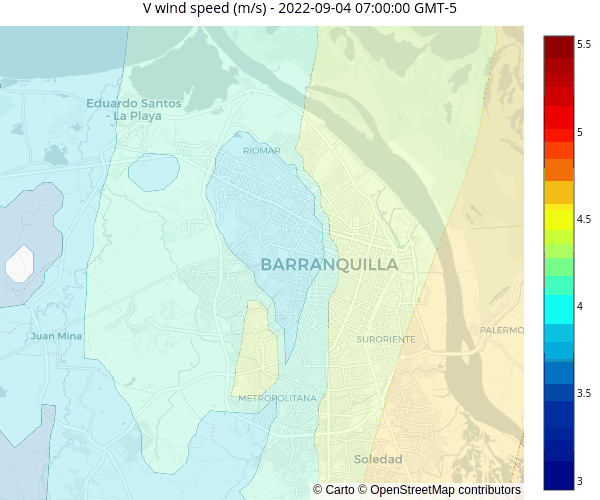 V wind speed (m/s) - 2022-09-04 07:00:00 GMT-5
5.5
Eduardo Santos
- La Playa
5
RIOMAR
4.5
BARRANQUILLA
4
Juan Mina
SURORIENTE
PALERMO
3.5
METROPOLITANA
Soledad
3
© Carto © OpenStreetMap contributors